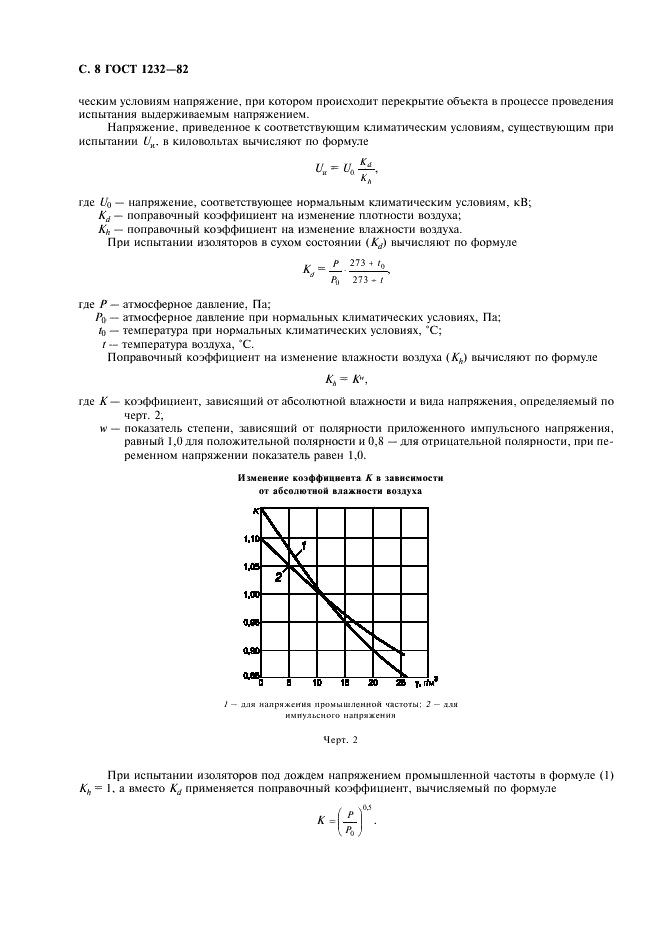 С. 8 ГОСТ 1232—82
ческим условиям напряжение, при котором происходит перекрытие объекта в процессе проведения
испытания выдерживаемым напряжением.
Напряжение, приведенное к соответствующим климатическим условиям, существующим при
испытании Uи, в киловольтах вычисляют по формуле
Uи = U0 Kd/Kh,
где U0 — напряжение, соответствующее нормальным климатическим условиям, кВ;
Kd — поправочный коэффициент на изменение плотности воздуха;
Kh — поправочный коэффициент на изменение влажности воздуха.
При испытании изоляторов в сухом состоянии (Kd) вычисляют по формуле
Kd = P/P0 · (273 + t0)/(273 + t),
где P — атмосферное давление, Па;
P0 — атмосферное давление при нормальных климатических условиях, Па;
t0 — температура при нормальных климатических условиях, °С;
t — температура воздуха, °С.
Поправочный коэффициент на изменение влажности воздуха (Kh) вычисляют по формуле
Kh = K^w,
где K — коэффициент, зависящий от абсолютной влажности и вида напряжения, определяемый по
черт. 2,
w — показатель степени, зависящий от полярности приложенного импульсного напряжения,
равный 1,0 для положительной полярности и 0,8 — для отрицательной полярности, при пе-
ременном напряжении показатель равен 1,0.
Изменение коэффициента K в зависимости
от абсолютной влажности воздуха
K
1,10
1,05
1,00
0,95
0,90
0,85
1
2
0 5 10 15 20 25 γ, г/м³
1 — для напряжения промышленной частоты; 2 — для
импульсного напряжения
Черт. 2
При испытании изоляторов под дождем напряжением промышленной частоты в формуле (1)
Kh = 1, а вместо Kd применяется поправочный коэффициент, вычисляемый по формуле
K = (P/P0)^0,5.